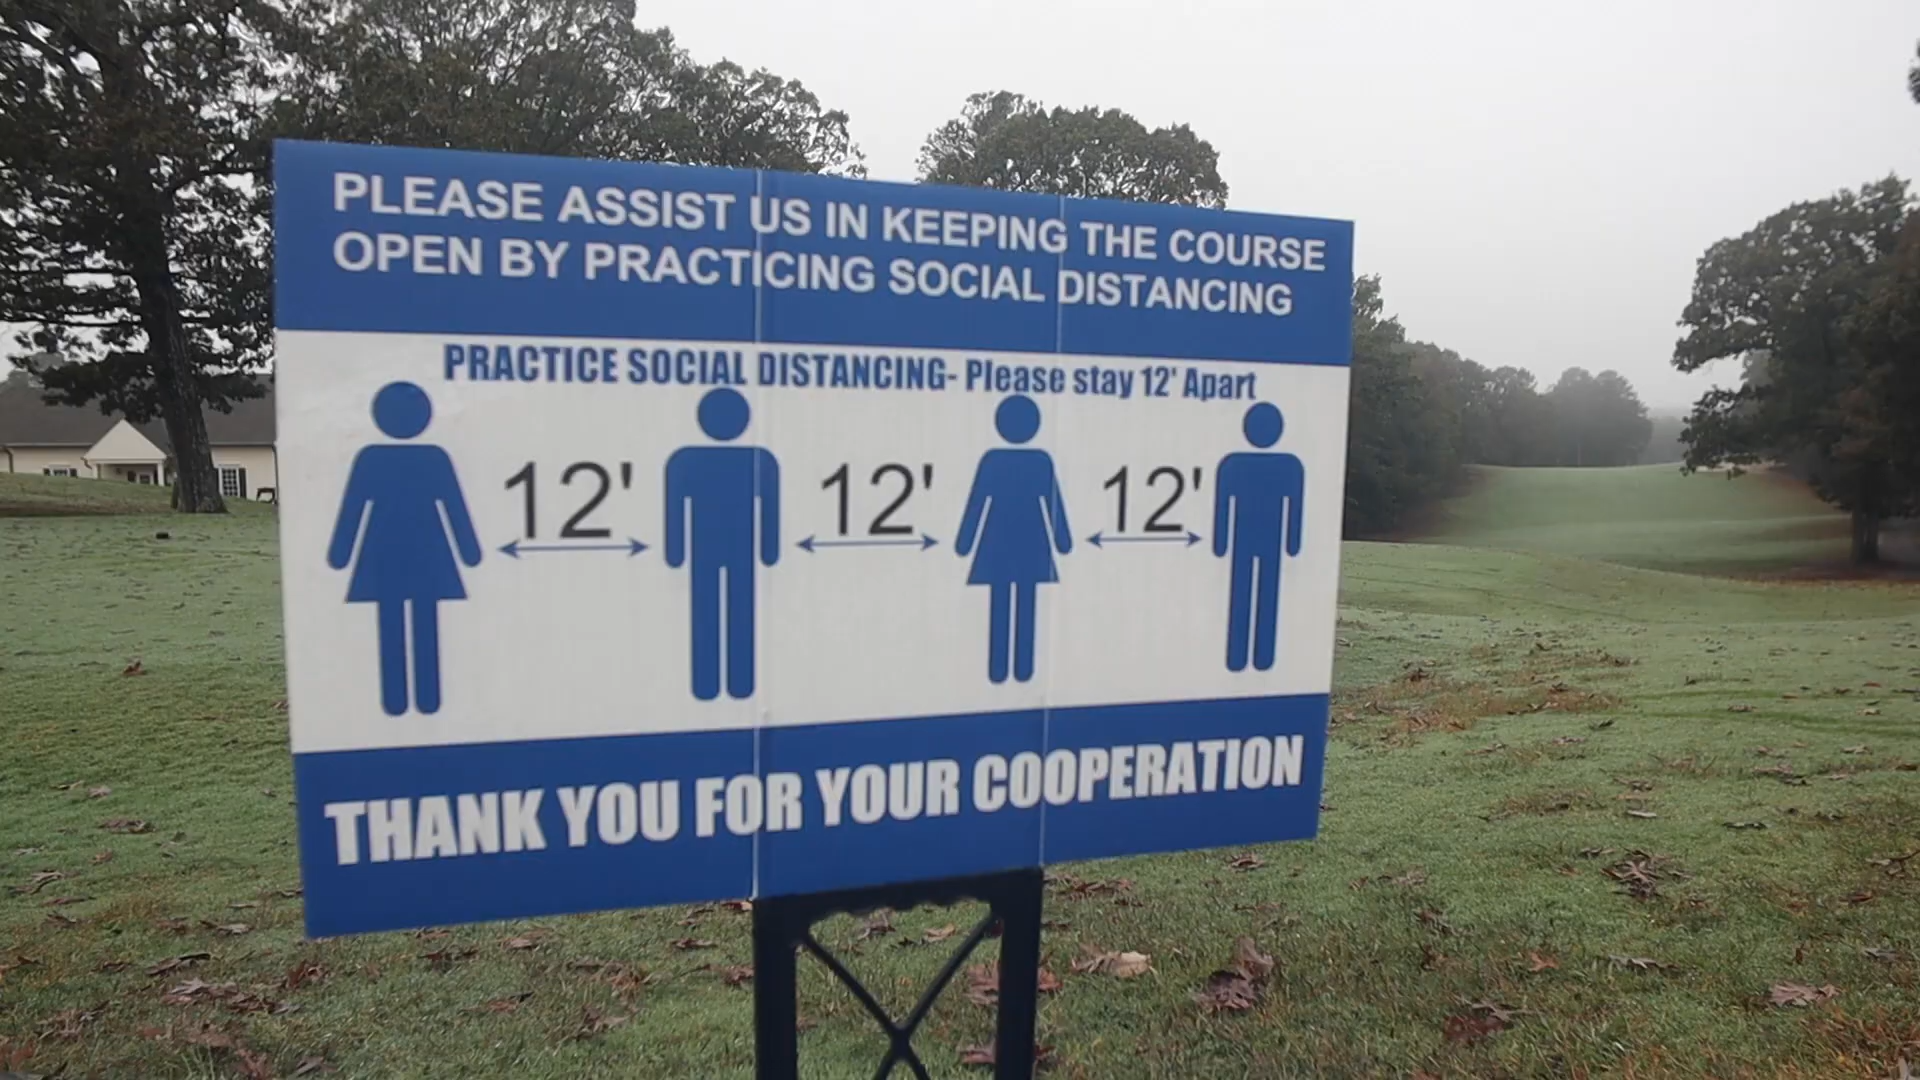 PLEASE ASSIST US IN KEEPING THE COURSE
OPEN BY PRACTICING SOCIAL DISTANCING
PRACTICE SOCIAL DISTANCING- Please stay 12' Apart
12' 12' 12'
THANK YOU FOR YOUR COOPERATION